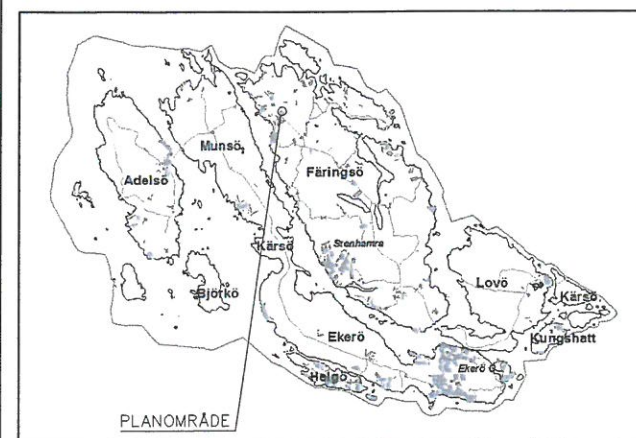 Munsö
Adelsö
Färingsö
Stenhamra
Kärsö
Lovö
Björkö
Kärsö
Ekerö
Kungshatt
Helgö
Ekerö C
PLANOMRÅDE